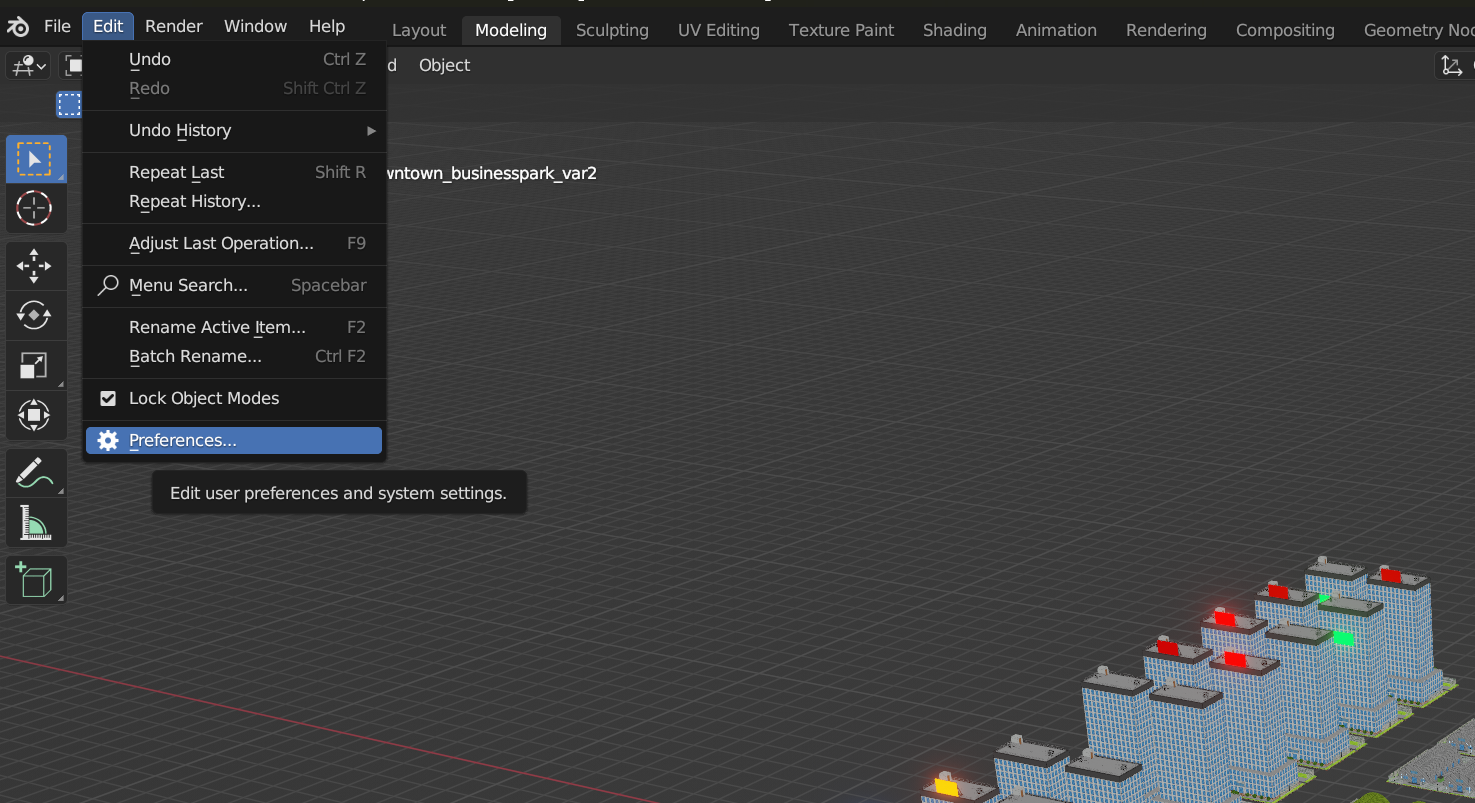 File Edit Render Window Help Layout Modeling Sculpting UV Editing Texture Paint Shading Animation Rendering Compositing Geometry
Object
Undo Ctrl Z
Redo Shift Ctrl Z
Undo History
Repeat Last Shift R
Repeat History...
Adjust Last Operation... F9
Menu Search... Spacebar
Rename Active Item... F2
Batch Rename... Ctrl F2
Lock Object Modes
Preferences...
Edit user preferences and system settings.
wntown_businesspark_var2